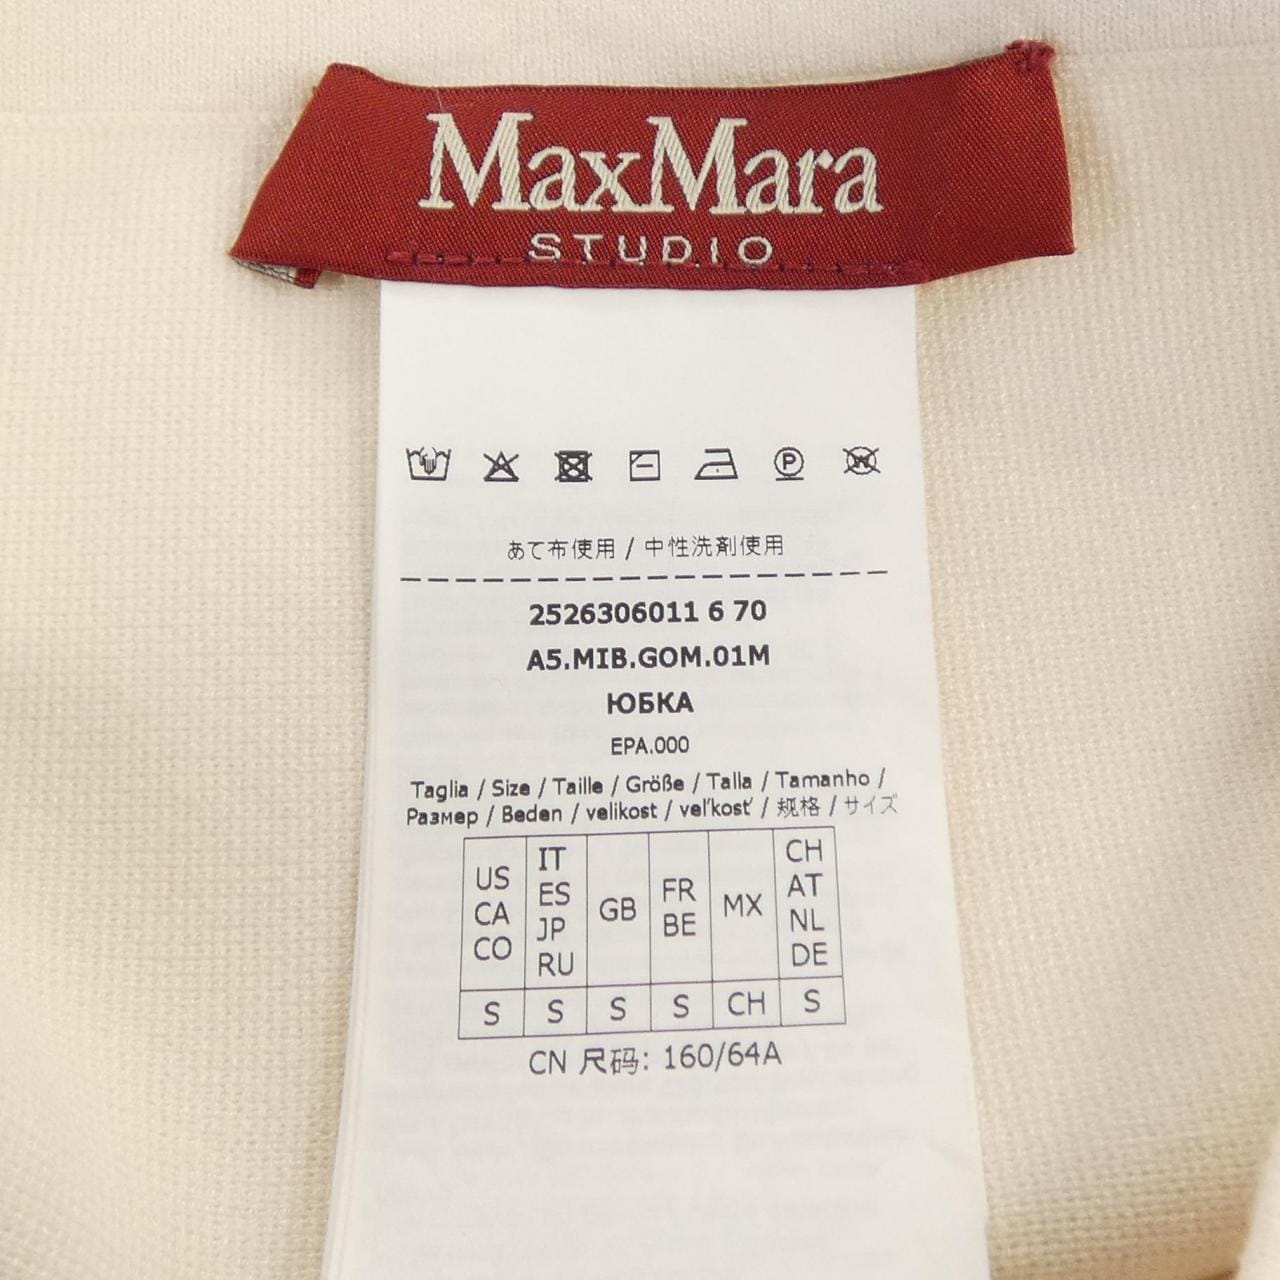 MaxMara
STUDIO
P
W
あて布使用 / 中性洗剤使用
2526306011 6 70
A5.MIB.GOM.01M
ЮБКА
EPA.000
Taglia / Size / Taille / Größe / Talla / Tamanho /
Размер / Beden / velikost / veľkosť / 规格 / サイズ
US CA CO
IT ES JP RU
GB
FR BE
MX
CH AT NL DE
S S S S CH S
CN 尺码: 160/64A